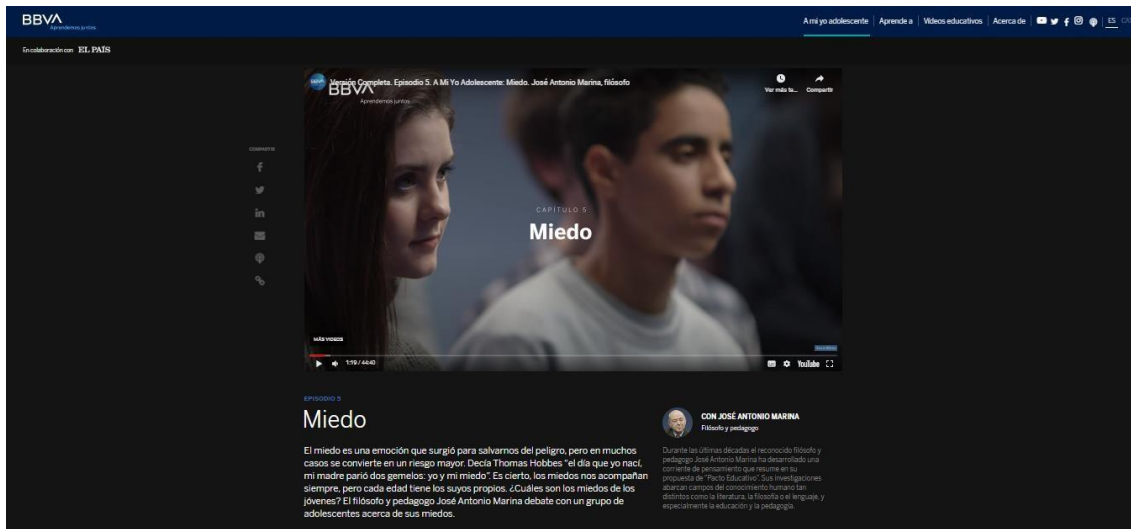 BBVA
Aprendemos juntos
A mi yo adolescente
Aprende a
Vídeos educativos
Acerca de
ES
CAT
En colaboración con EL PAÍS
Versión Completa. Episodio 5. A Mi Yo Adolescente: Miedo. José Antonio Marina, filósofo
BBVA
Aprendemos juntos
Ver más ta...
Compartir
COMPARTIR
CAPÍTULO 5
Miedo
MÁS VIDEOS
1:19 / 44:40
YouTube
EPISODIO 5
Miedo
El miedo es una emoción que surgió para salvarnos del peligro, pero en muchos
casos se convierte en un riesgo mayor. Decía Thomas Hobbes "el día que yo nací,
mi madre parió dos gemelos: yo y mi miedo". Es cierto, los miedos nos acompañan
siempre, pero cada edad tiene los suyos propios. ¿Cuáles son los miedos de los
jóvenes? El filósofo y pedagogo José Antonio Marina debate con un grupo de
adolescentes acerca de sus miedos.
CON JOSÉ ANTONIO MARINA
Filósofo y pedagogo
Durante las últimas décadas el reconocido filósofo y
pedagogo José Antonio Marina ha desarrollado una
corriente de pensamiento que resume en su
propuesta de "Pacto Educativo". Sus investigaciones
abarcan campos del conocimiento humano tan
distintos como la literatura, la filosofía o el lenguaje, y
especialmente la educación y la pedagogía.